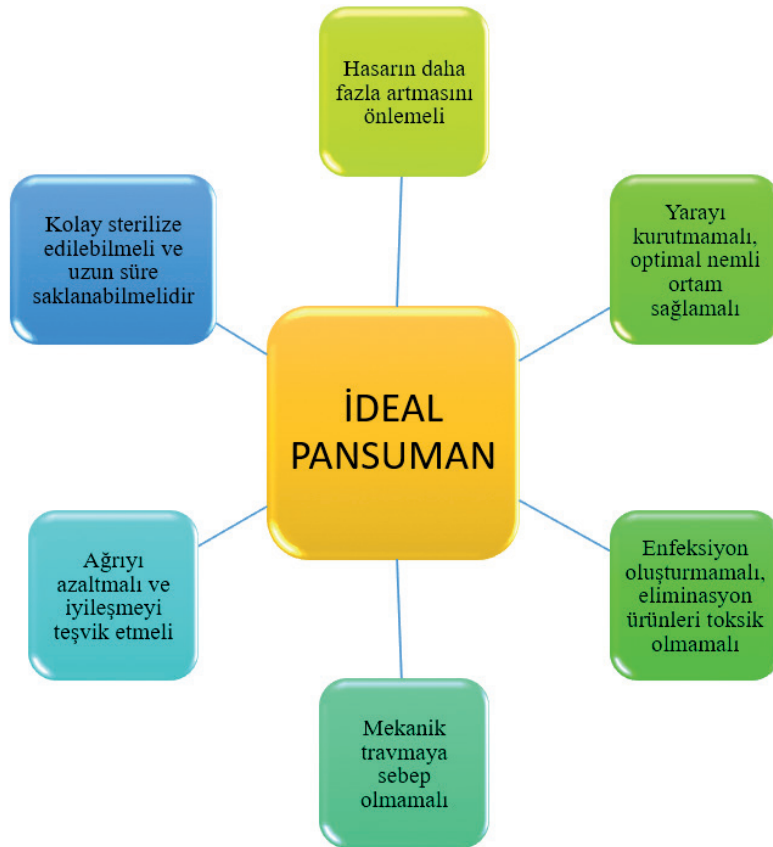 Hasarın daha
fazla artmasını
önlemeli
Kolay sterilize
edilebilmeli ve
uzun süre
saklanabilmelidir
Yarayı
kurutmamalı,
optimal nemli
ortam
sağlamalı
İDEAL
PANSUMAN
Ağrıyı
azaltmalı ve
iyileşmeyi
teşvik etmeli
Enfeksiyon
oluşturmamalı,
eliminasyon
ürünleri toksik
olmamalı
Mekanik
travmaya
sebep
olmamalı